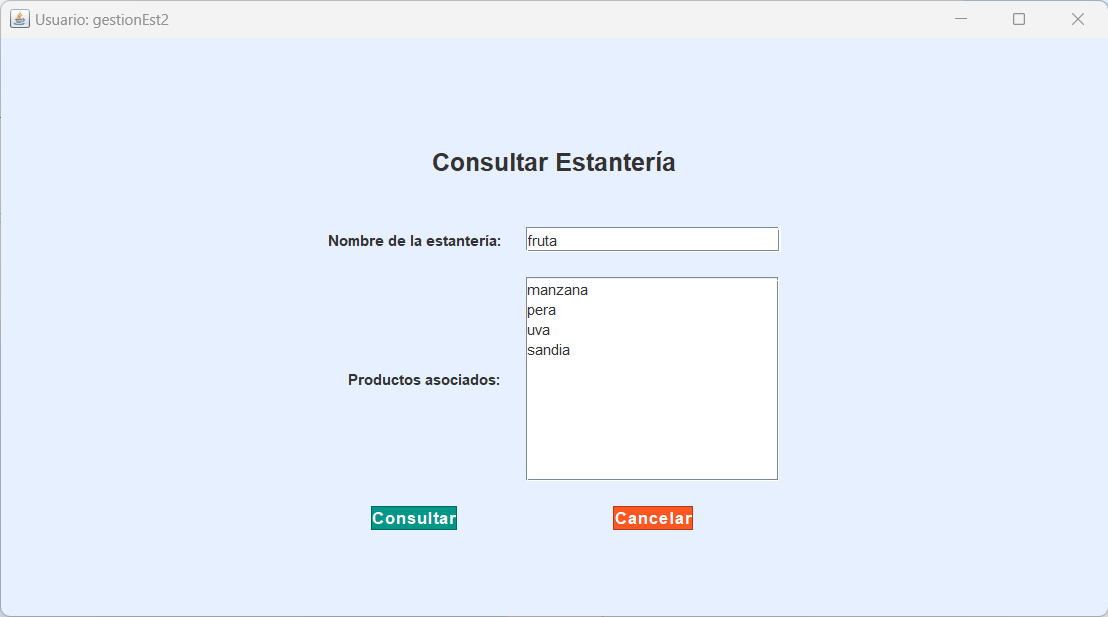 Usuario: gestionEst2
Consultar Estantería
Nombre de la estantería: fruta
manzana
pera
uva
sandia
Productos asociados:
Consultar Cancelar